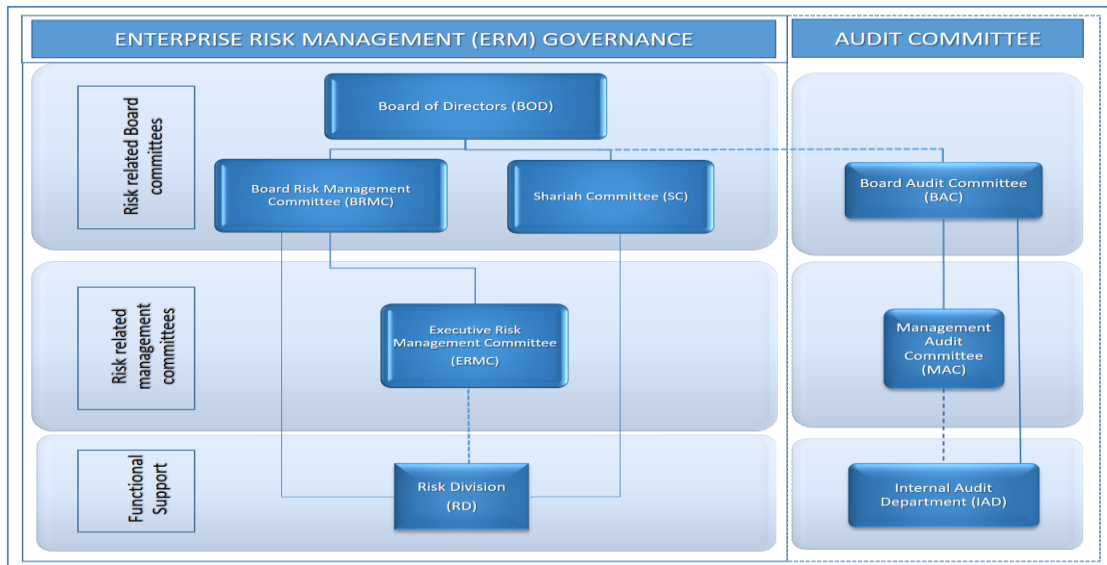 ENTERPRISE RISK MANAGEMENT (ERM) GOVERNANCE
AUDIT COMMITTEE
Risk related Board
committees
Board of Directors (BOD)
Board Risk Management
Committee (BRMC)
Shariah Committee (SC)
Board Audit Committee
(BAC)
Risk related
management
committees
Executive Risk
Management Committee
(ERMC)
Management
Audit
Committee
(MAC)
Functional
Support
Risk Division
(RD)
Internal Audit
Department (IAD)